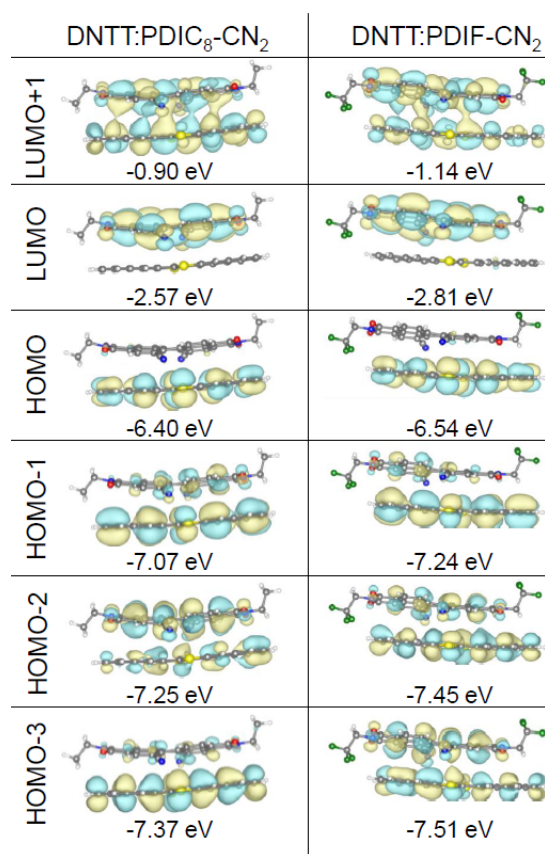 DNTT:PDIC₈-CN₂ DNTT:PDIF-CN₂
LUMO+1
-0.90 eV -1.14 eV
LUMO
-2.57 eV -2.81 eV
HOMO
-6.40 eV -6.54 eV
HOMO-1
-7.07 eV -7.24 eV
HOMO-2
-7.25 eV -7.45 eV
HOMO-3
-7.37 eV -7.51 eV